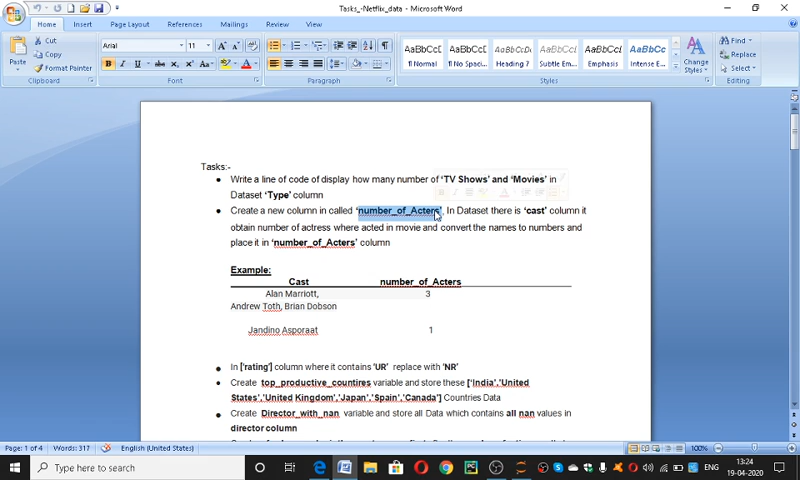 Tasks_-Netflix_data - Microsoft Word
Home Insert Page Layout References Mailings Review View
Cut
Copy
Format Painter
Paste
Clipboard
Arial 11
Font
Paragraph
AaBbCcI AaBbCcI AaBbCcDc AaBbCcI AaBbCcI AaBbCc
¶ Normal ¶ No Spaci... Heading 7 Subtle Em... Emphasis Intense E...
Change Styles
Styles
Find
Replace
Select
Editing
Tasks:-
• Write a line of code of display how many number of ‘TV Shows’ and ‘Movies’ in
Dataset ‘Type’ column
• Create a new column in called ‘number_of_Acters’, In Dataset there is ‘cast’ column it
obtain number of actress where acted in movie and convert the names to numbers and
place it in ‘number_of_Acters’ column
Example:
Cast number_of_Acters
Alan Marriott, 3
Andrew Toth, Brian Dobson
Jandino Asporaat 1
• In [‘rating’] column where it contains ‘UR’ replace with ‘NR’
• Create top_productive_countires variable and store these [‘India’,‘United
States’,‘United Kingdom’,‘Japan’,‘Spain’,‘Canada’] Countries Data
• Create Director_with_nan variable and store all Data which contains all nan values in
director column
Page: 1 of 4 Words: 317 English (United States) 100%
Type here to search
ENG
13:24
19-04-2020